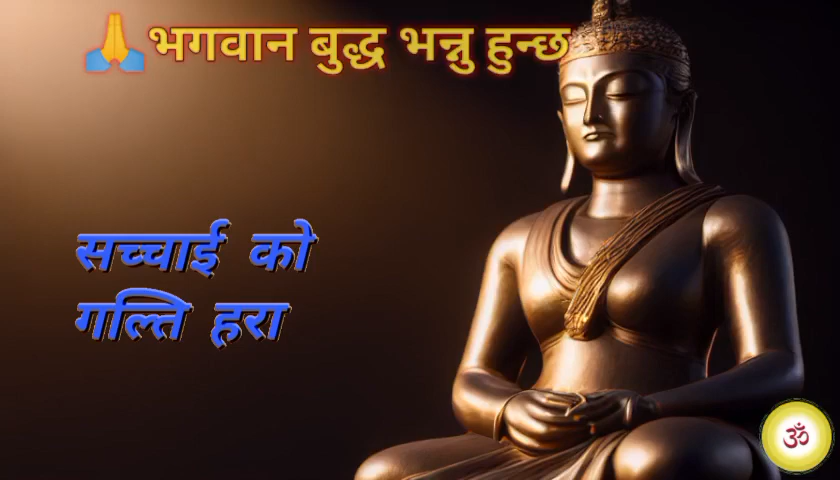 🙏भगवान बुद्ध भन्नु हुन्छ
सच्चाई को
गल्ति हरा
ॐ